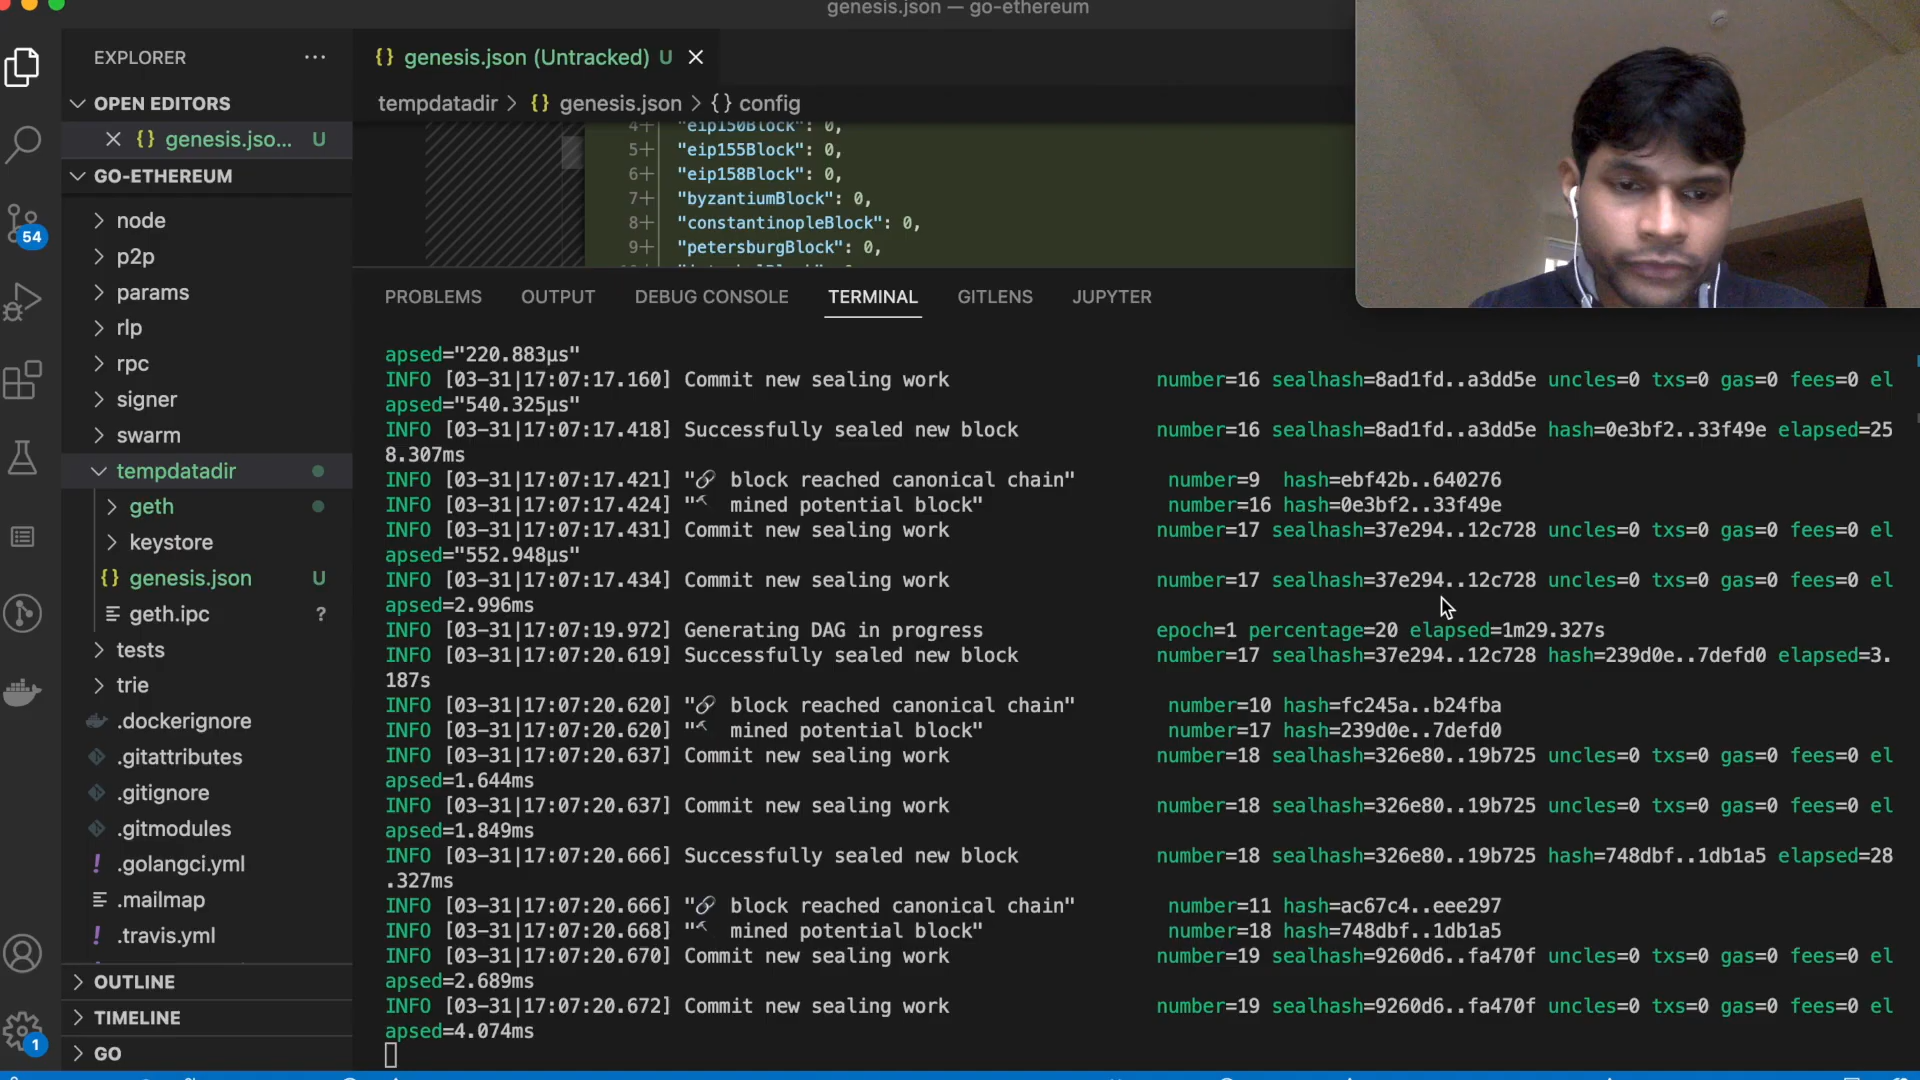 genesis.json — go-ethereum
EXPLORER
{} genesis.json (Untracked) U
OPEN EDITORS
{} genesis.jso... U
GO-ETHEREUM
node
p2p
params
rlp
rpc
signer
swarm
tempdatadir
geth
keystore
{} genesis.json U
geth.ipc ?
tests
trie
.dockerignore
.gitattributes
.gitignore
.gitmodules
! .golangci.yml
.mailmap
! .travis.yml
OUTLINE
TIMELINE
GO
54
1
tempdatadir > {} genesis.json > {} config
4+ "eip150Block": 0,
5+ "eip155Block": 0,
6+ "eip158Block": 0,
7+ "byzantiumBlock": 0,
8+ "constantinopleBlock": 0,
9+ "petersburgBlock": 0,
PROBLEMS OUTPUT DEBUG CONSOLE TERMINAL GITLENS JUPYTER
apsed="220.883µs"
INFO [03-31|17:07:17.160] Commit new sealing work number=16 sealhash=8ad1fd..a3dd5e uncles=0 txs=0 gas=0 fees=0 el
apsed="540.325µs"
INFO [03-31|17:07:17.418] Successfully sealed new block number=16 sealhash=8ad1fd..a3dd5e hash=0e3bf2..33f49e elapsed=25
8.307ms
INFO [03-31|17:07:17.421] "🔗 block reached canonical chain" number=9 hash=ebf42b..640276
INFO [03-31|17:07:17.424] "🔨 mined potential block" number=16 hash=0e3bf2..33f49e
INFO [03-31|17:07:17.431] Commit new sealing work number=17 sealhash=37e294..12c728 uncles=0 txs=0 gas=0 fees=0 el
apsed="552.948µs"
INFO [03-31|17:07:17.434] Commit new sealing work number=17 sealhash=37e294..12c728 uncles=0 txs=0 gas=0 fees=0 el
apsed=2.996ms
INFO [03-31|17:07:19.972] Generating DAG in progress epoch=1 percentage=20 elapsed=1m29.327s
INFO [03-31|17:07:20.619] Successfully sealed new block number=17 sealhash=37e294..12c728 hash=239d0e..7defd0 elapsed=3.
187s
INFO [03-31|17:07:20.620] "🔗 block reached canonical chain" number=10 hash=fc245a..b24fba
INFO [03-31|17:07:20.620] "🔨 mined potential block" number=17 hash=239d0e..7defd0
INFO [03-31|17:07:20.637] Commit new sealing work number=18 sealhash=326e80..19b725 uncles=0 txs=0 gas=0 fees=0 el
apsed=1.644ms
INFO [03-31|17:07:20.637] Commit new sealing work number=18 sealhash=326e80..19b725 uncles=0 txs=0 gas=0 fees=0 el
apsed=1.849ms
INFO [03-31|17:07:20.666] Successfully sealed new block number=18 sealhash=326e80..19b725 hash=748dbf..1db1a5 elapsed=28
.327ms
INFO [03-31|17:07:20.666] "🔗 block reached canonical chain" number=11 hash=ac67c4..eee297
INFO [03-31|17:07:20.668] "🔨 mined potential block" number=18 hash=748dbf..1db1a5
INFO [03-31|17:07:20.670] Commit new sealing work number=19 sealhash=9260d6..fa470f uncles=0 txs=0 gas=0 fees=0 el
apsed=2.689ms
INFO [03-31|17:07:20.672] Commit new sealing work number=19 sealhash=9260d6..fa470f uncles=0 txs=0 gas=0 fees=0 el
apsed=4.074ms